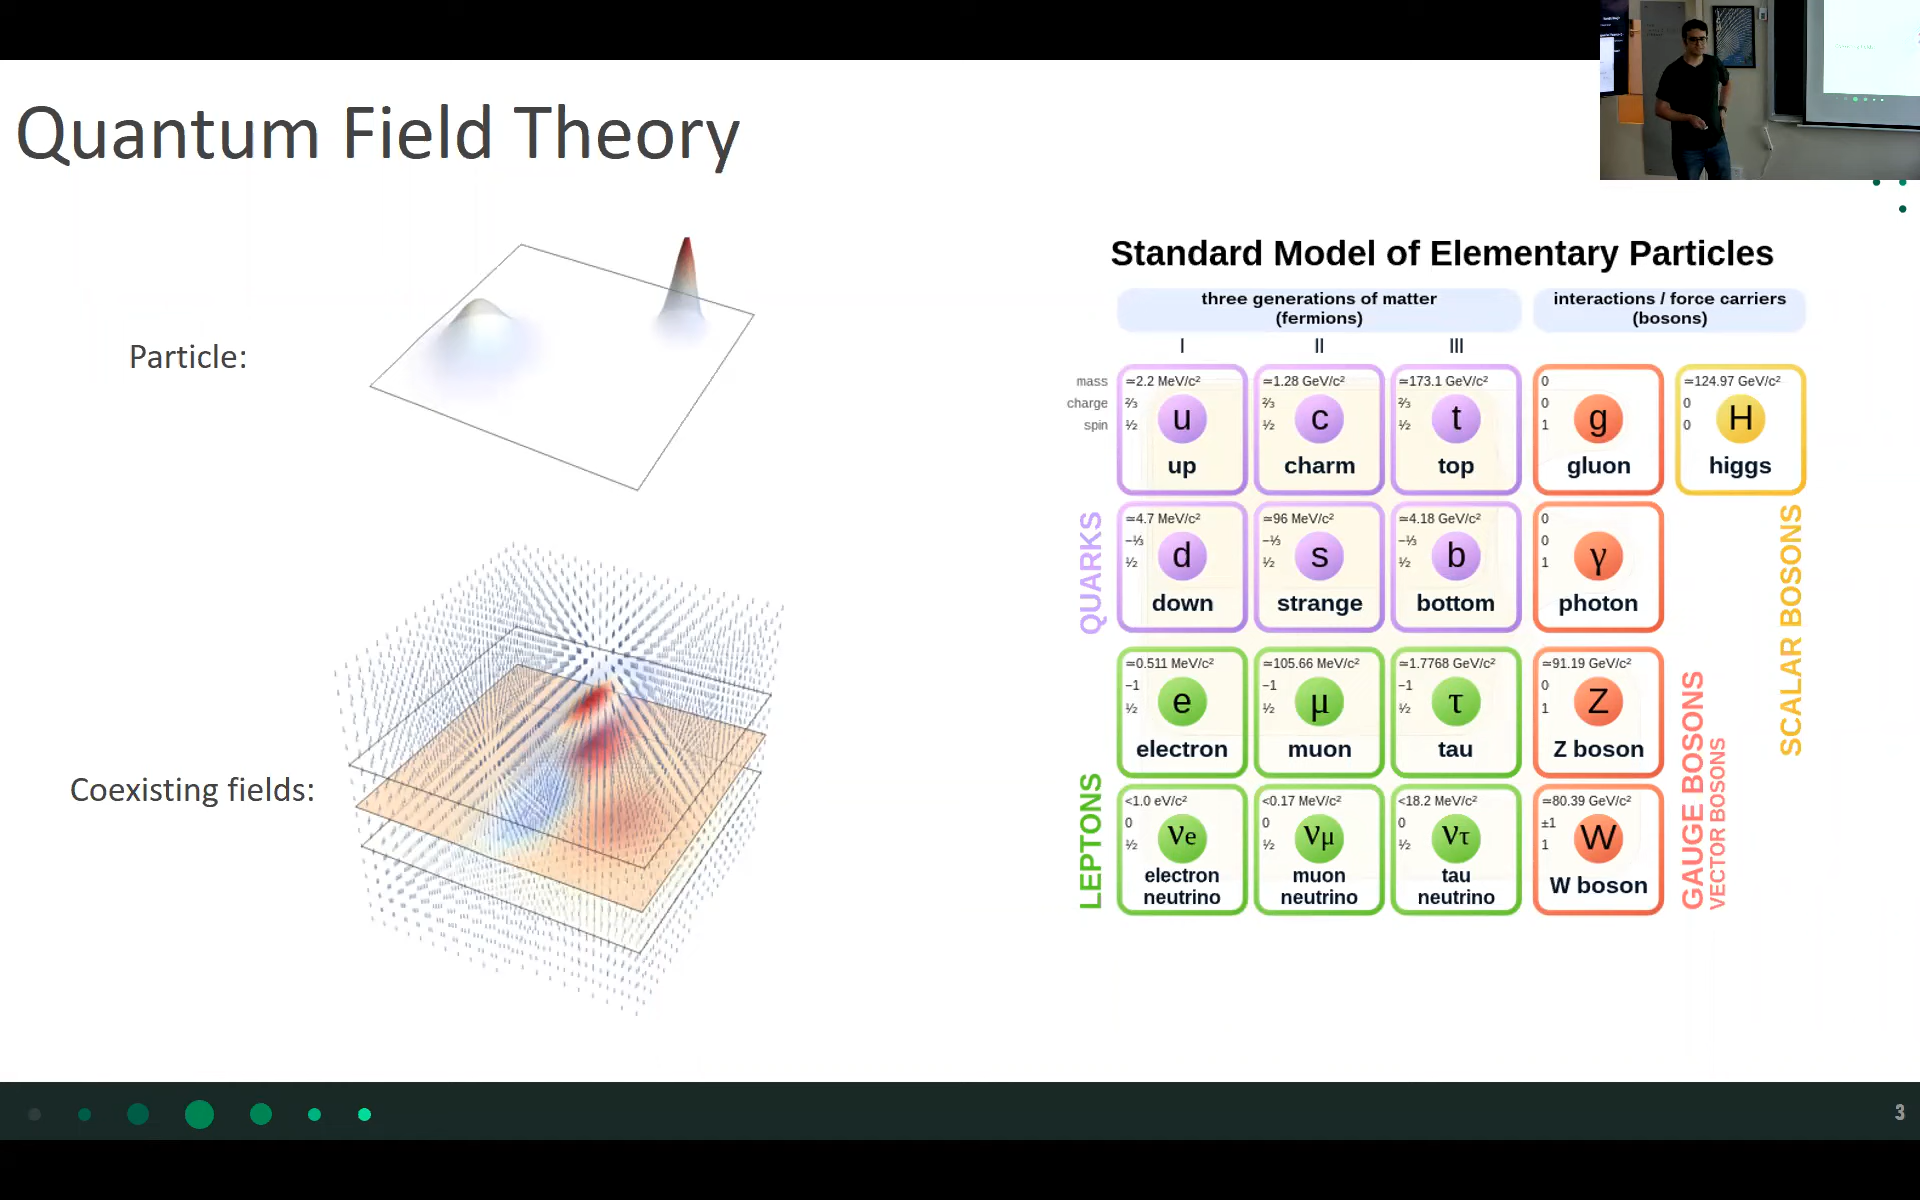 Quantum Field Theory
Particle:
Coexisting fields:
Standard Model of Elementary Particles
three generations of matter
(fermions)
interactions / force carriers
(bosons)
I II III
mass
charge
spin
≃2.2 MeV/c²
⅔
½
u
up
≃1.28 GeV/c²
⅔
½
c
charm
≃173.1 GeV/c²
⅔
½
t
top
0
0
1
g
gluon
≃124.97 GeV/c²
0
0
H
higgs
QUARKS
≃4.7 MeV/c²
−⅓
½
d
down
≃96 MeV/c²
−⅓
½
s
strange
≃4.18 GeV/c²
−⅓
½
b
bottom
0
0
1
γ
photon
SCALAR BOSONS
LEPTONS
≃0.511 MeV/c²
−1
½
e
electron
≃105.66 MeV/c²
−1
½
μ
muon
≃1.7768 GeV/c²
−1
½
τ
tau
≃91.19 GeV/c²
0
1
Z
Z boson
GAUGE BOSONS
VECTOR BOSONS
<1.0 eV/c²
0
½
νe
electron
neutrino
<0.17 MeV/c²
0
½
νμ
muon
neutrino
<18.2 MeV/c²
0
½
ντ
tau
neutrino
≃80.39 GeV/c²
±1
1
W
W boson
3